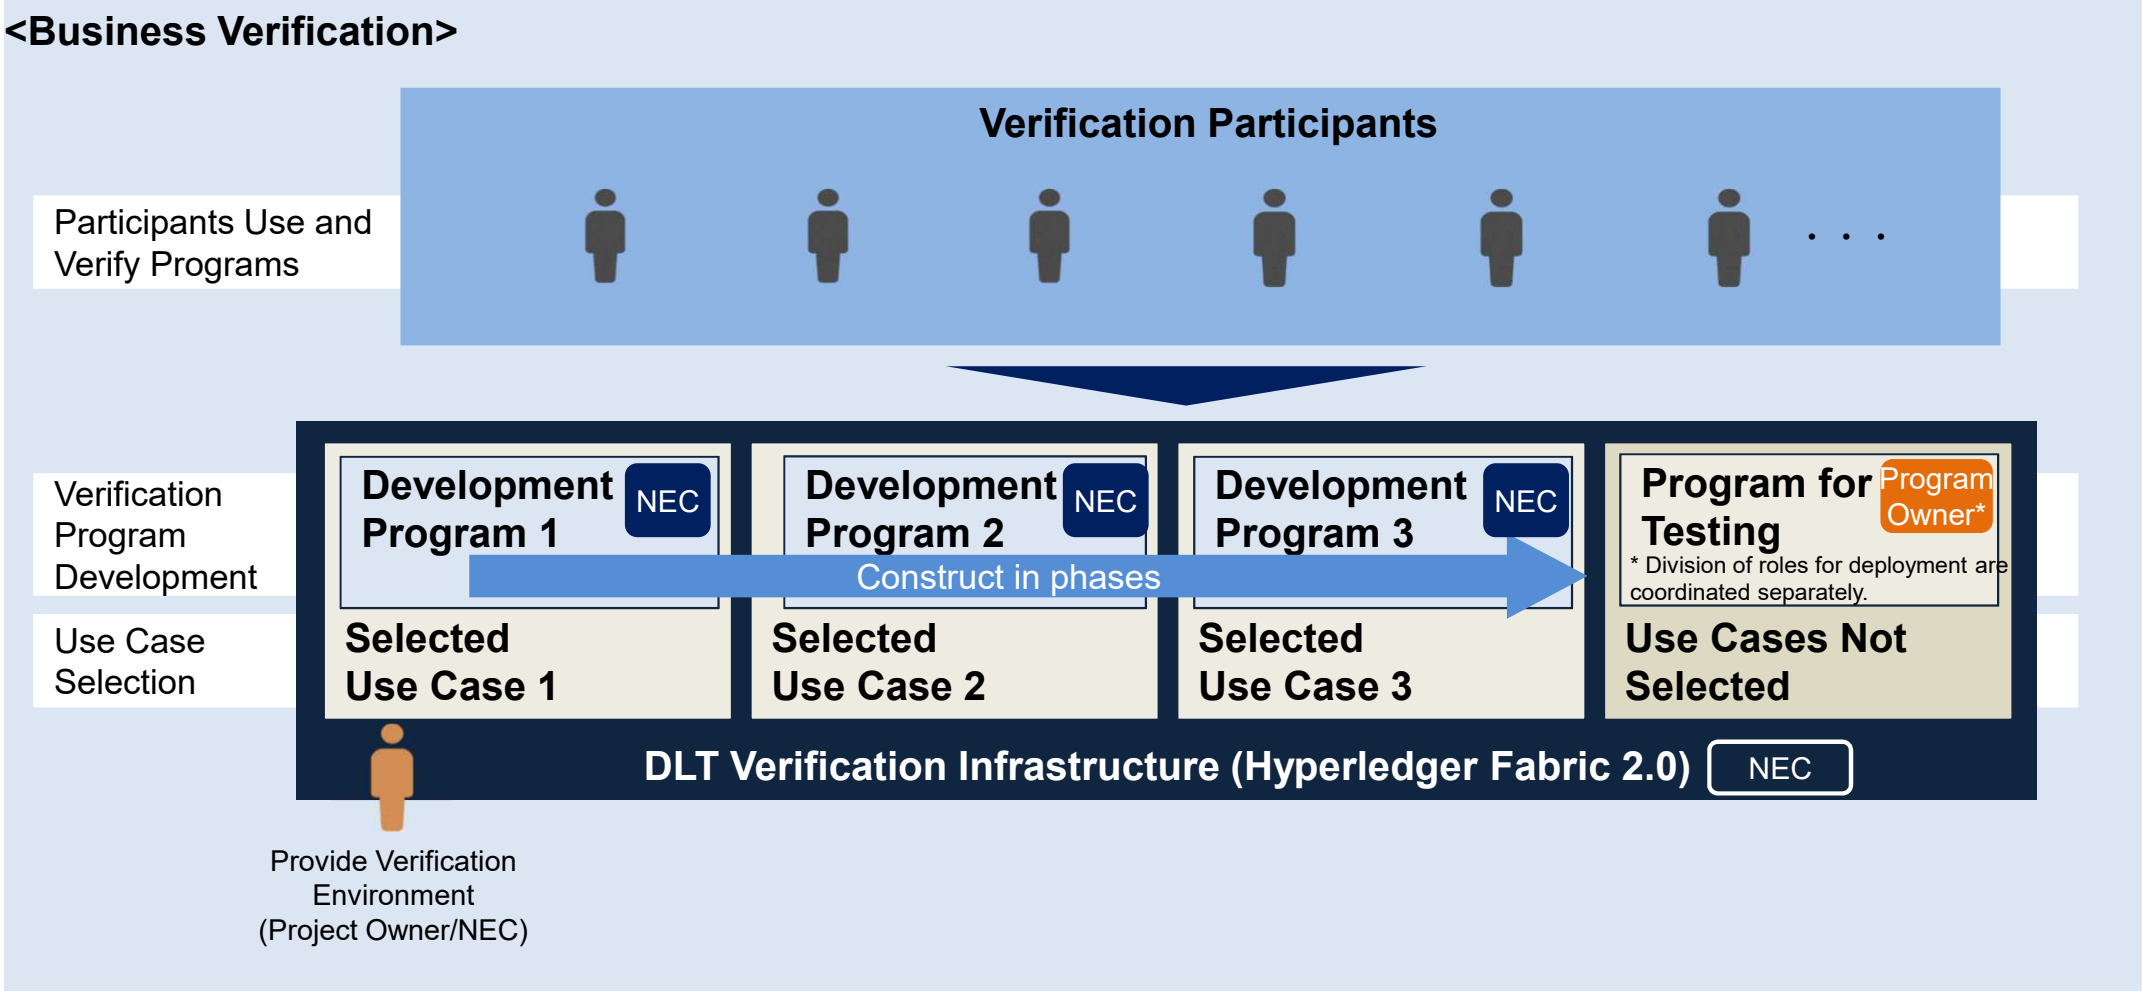 <Business Verification>
Verification Participants
Participants Use and
Verify Programs
. . .
Verification
Program
Development
Development
Program 1
NEC
Development
Program 2
NEC
Development
Program 3
NEC
Program for
Testing
Program
Owner*
* Division of roles for deployment are
coordinated separately.
Construct in phases
Use Case
Selection
Selected
Use Case 1
Selected
Use Case 2
Selected
Use Case 3
Use Cases Not
Selected
DLT Verification Infrastructure (Hyperledger Fabric 2.0)
NEC
Provide Verification
Environment
(Project Owner/NEC)